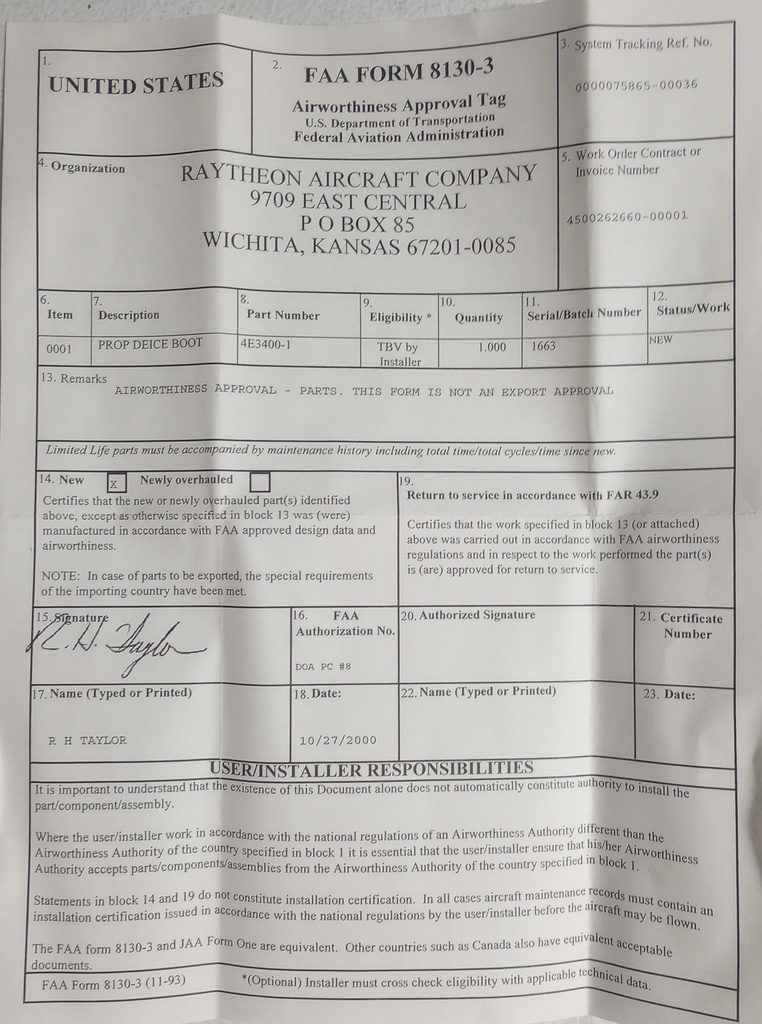 1.
UNITED STATES
2.
FAA FORM 8130-3
Airworthiness Approval Tag
U.S. Department of Transportation
Federal Aviation Administration
3. System Tracking Ref. No.
0000075865-00036
4. Organization
RAYTHEON AIRCRAFT COMPANY
9709 EAST CENTRAL
P O BOX 85
WICHITA, KANSAS 67201-0085
5. Work Order Contract or
Invoice Number
4500262660-00001
6.
Item
7.
Description
8.
Part Number
9.
Eligibility *
10.
Quantity
11.
Serial/Batch Number
12.
Status/Work
0001
PROP DEICE BOOT
4E3400-1
TBV by
Installer
1.000
1663
NEW
13. Remarks
AIRWORTHINESS APPROVAL - PARTS. THIS FORM IS NOT AN EXPORT APPROVAL
Limited Life parts must be accompanied by maintenance history including total time/total cycles/time since new.
14. New X Newly overhauled
Certifies that the new or newly overhauled part(s) identified
above, except as otherwise specified in block 13 was (were)
manufactured in accordance with FAA approved design data and
airworthiness.
NOTE: In case of parts to be exported, the special requirements
of the importing country have been met.
19.
Return to service in accordance with FAR 43.9
Certifies that the work specified in block 13 (or attached)
above was carried out in accordance with FAA airworthiness
regulations and in respect to the work performed the part(s)
is (are) approved for return to service.
15. Signature
R. H. Taylor
16. FAA
Authorization No.
DOA PC #8
20. Authorized Signature
21. Certificate
Number
17. Name (Typed or Printed)
R H TAYLOR
18. Date:
10/27/2000
22. Name (Typed or Printed)
23. Date:
USER/INSTALLER RESPONSIBILITIES
It is important to understand that the existence of this Document alone does not automatically constitute authority to install the
part/component/assembly.
Where the user/installer work in accordance with the national regulations of an Airworthiness Authority different than the
Airworthiness Authority of the country specified in block 1 it is essential that the user/installer ensure that his/her Airworthiness
Authority accepts parts/components/assemblies from the Airworthiness Authority of the country specified in block 1.
Statements in block 14 and 19 do not constitute installation certification. In all cases aircraft maintenance records must contain an
installation certification issued in accordance with the national regulations by the user/installer before the aircraft may be flown.
The FAA form 8130-3 and JAA Form One are equivalent. Other countries such as Canada also have equivalent acceptable
documents.
FAA Form 8130-3 (11-93)
*(Optional) Installer must cross check eligibility with applicable technical data.